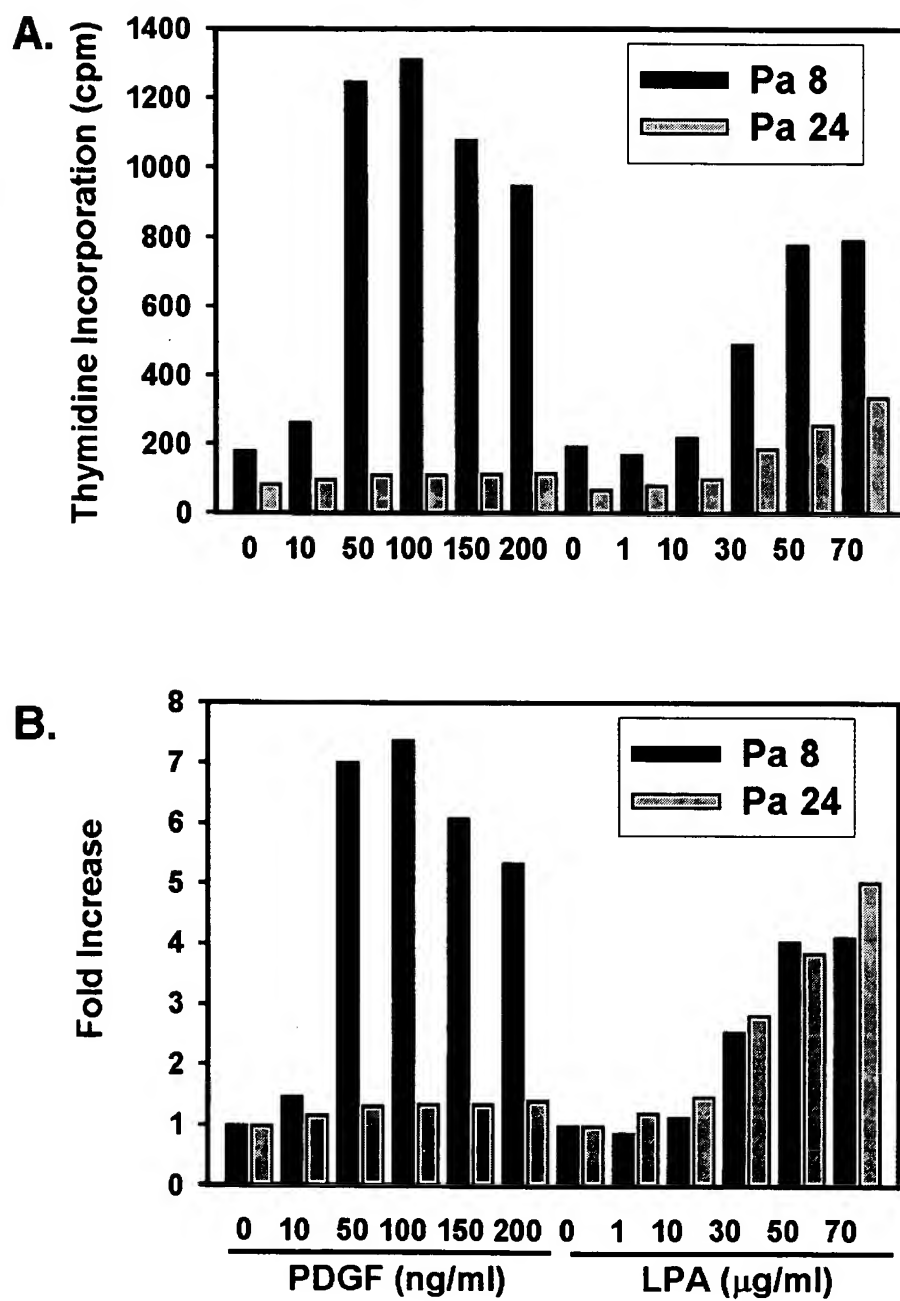 A.
Thymidine Incorporation (cpm)
1400
1200
1000
800
600
400
200
0
Pa 8
Pa 24
0 10 50 100 150 200 0 1 10 30 50 70
B.
Fold Increase
8
7
6
5
4
3
2
1
0
Pa 8
Pa 24
0 10 50 100 150 200 0 1 10 30 50 70
PDGF (ng/ml) LPA (μg/ml)